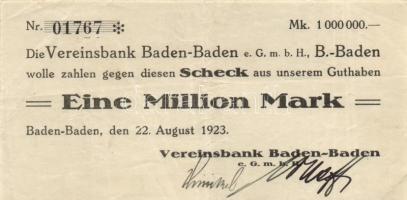 Nr. 01767 ✻ Mk. 1 000 000.—
Die Vereinsbank Baden-Baden e. G. m. b. H., B.-Baden
wolle zahlen gegen diesen Scheck aus unserem Guthaben
Eine Million Mark
Baden-Baden, den 22. August 1923.
Vereinsbank Baden-Baden
e. G. m. b. H.